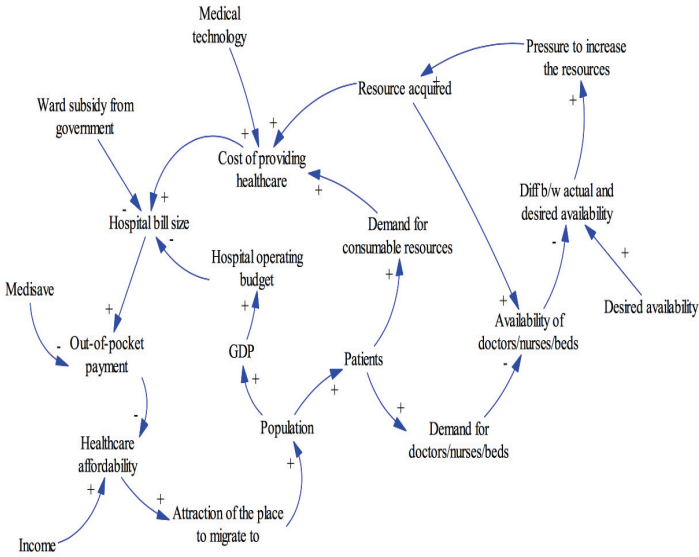 Medical
technology
Pressure to increase
the resources
Resource acquired
+
+
Ward subsidy from
government
+
+
Cost of providing
healthcare
+
Diff b/w actual and
desired availability
-
+
Hospital bill size
-
Demand for
consumable resources
-
+
Hospital operating
budget
+
Medisave
+
+
+
Availability of
doctors/nurses/beds
Desired availability
-
Out-of-pocket
payment
GDP
+
Patients
+
-
-
+
Population
Demand for
doctors/nurses/beds
Healthcare
affordability
+
+
+
Attraction of the place
to migrate to
Income